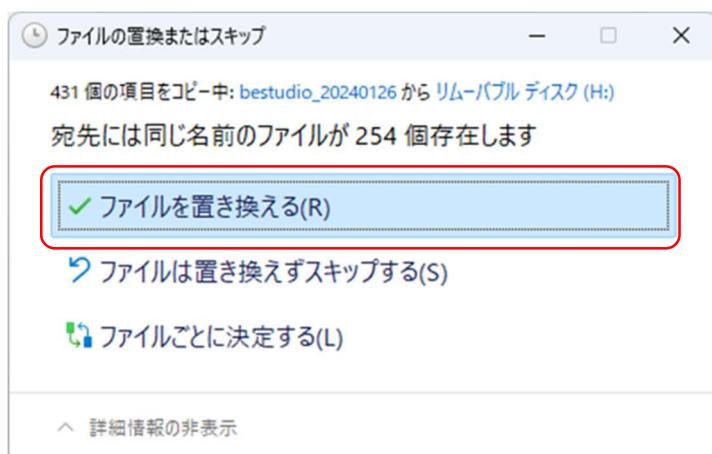 ファイルの置換またはスキップ
431 個の項目をコピー中: bestudio_20240126 から リムーバブル ディスク (H:)
宛先には同じ名前のファイルが 254 個存在します
ファイルを置き換える(R)
ファイルは置き換えずスキップする(S)
ファイルごとに決定する(L)
詳細情報の非表示